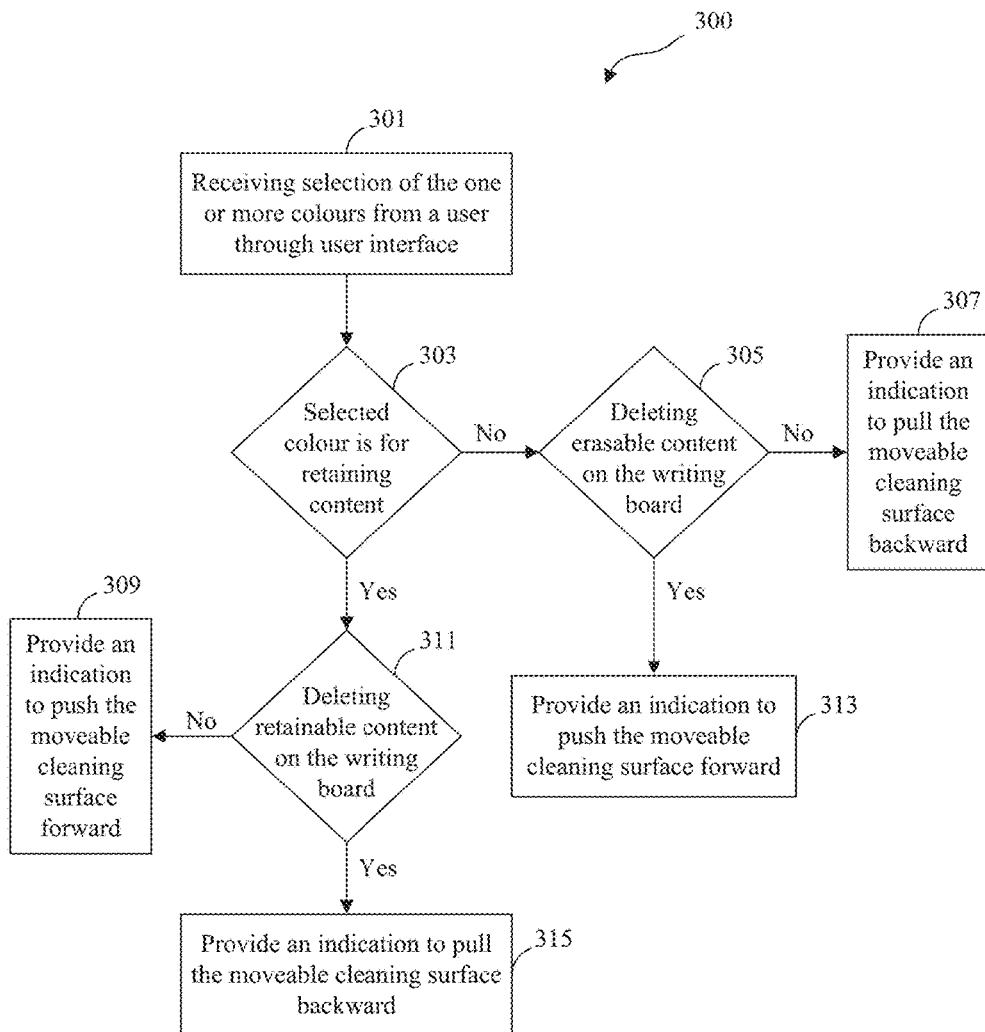 300
301
Receiving selection of the one
or more colours from a user
through user interface
303
Selected
colour is for
retaining
content
No
305
Deleting
erasable content
on the writing
board
No
307
Provide an
indication
to pull the
moveable
cleaning
surface
backward
Yes
Yes
309
Provide an
indication
to push the
moveable
cleaning
surface
forward
No
311
Deleting
retainable content
on the writing
board
313
Provide an indication to
push the moveable
cleaning surface forward
Yes
315
Provide an indication to pull
the moveable cleaning surface
backward